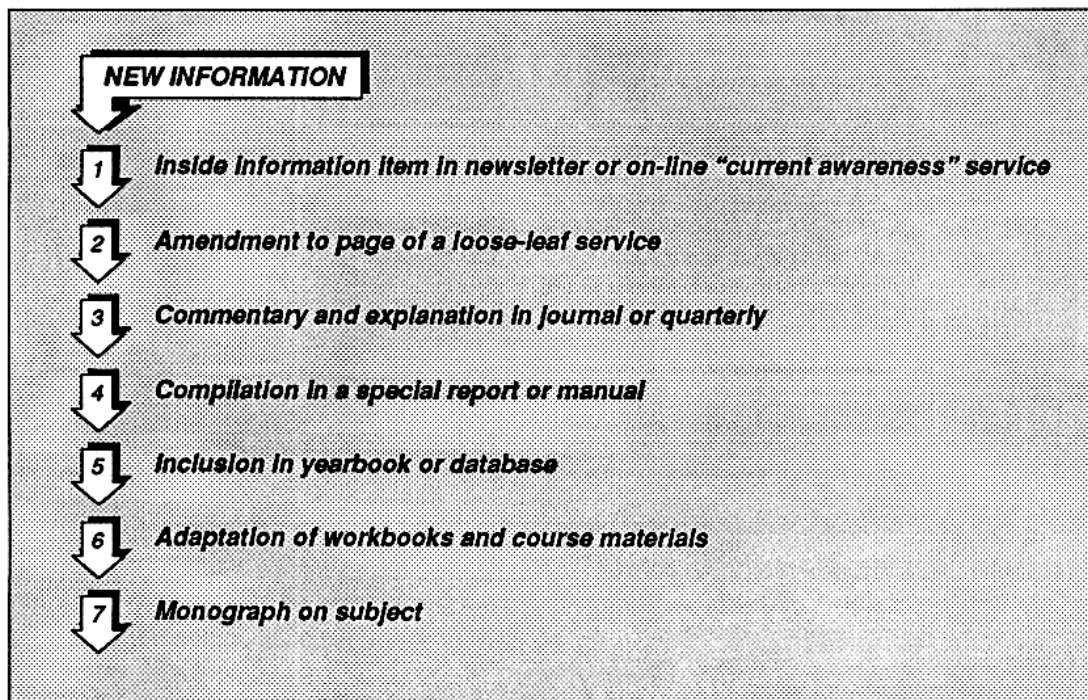 NEW INFORMATION
1 Inside information item in newsletter or on-line “current awareness” service
2 Amendment to page of a loose-leaf service
3 Commentary and explanation in journal or quarterly
4 Compilation in a special report or manual
5 Inclusion in yearbook or database
6 Adaptation of workbooks and course materials
7 Monograph on subject